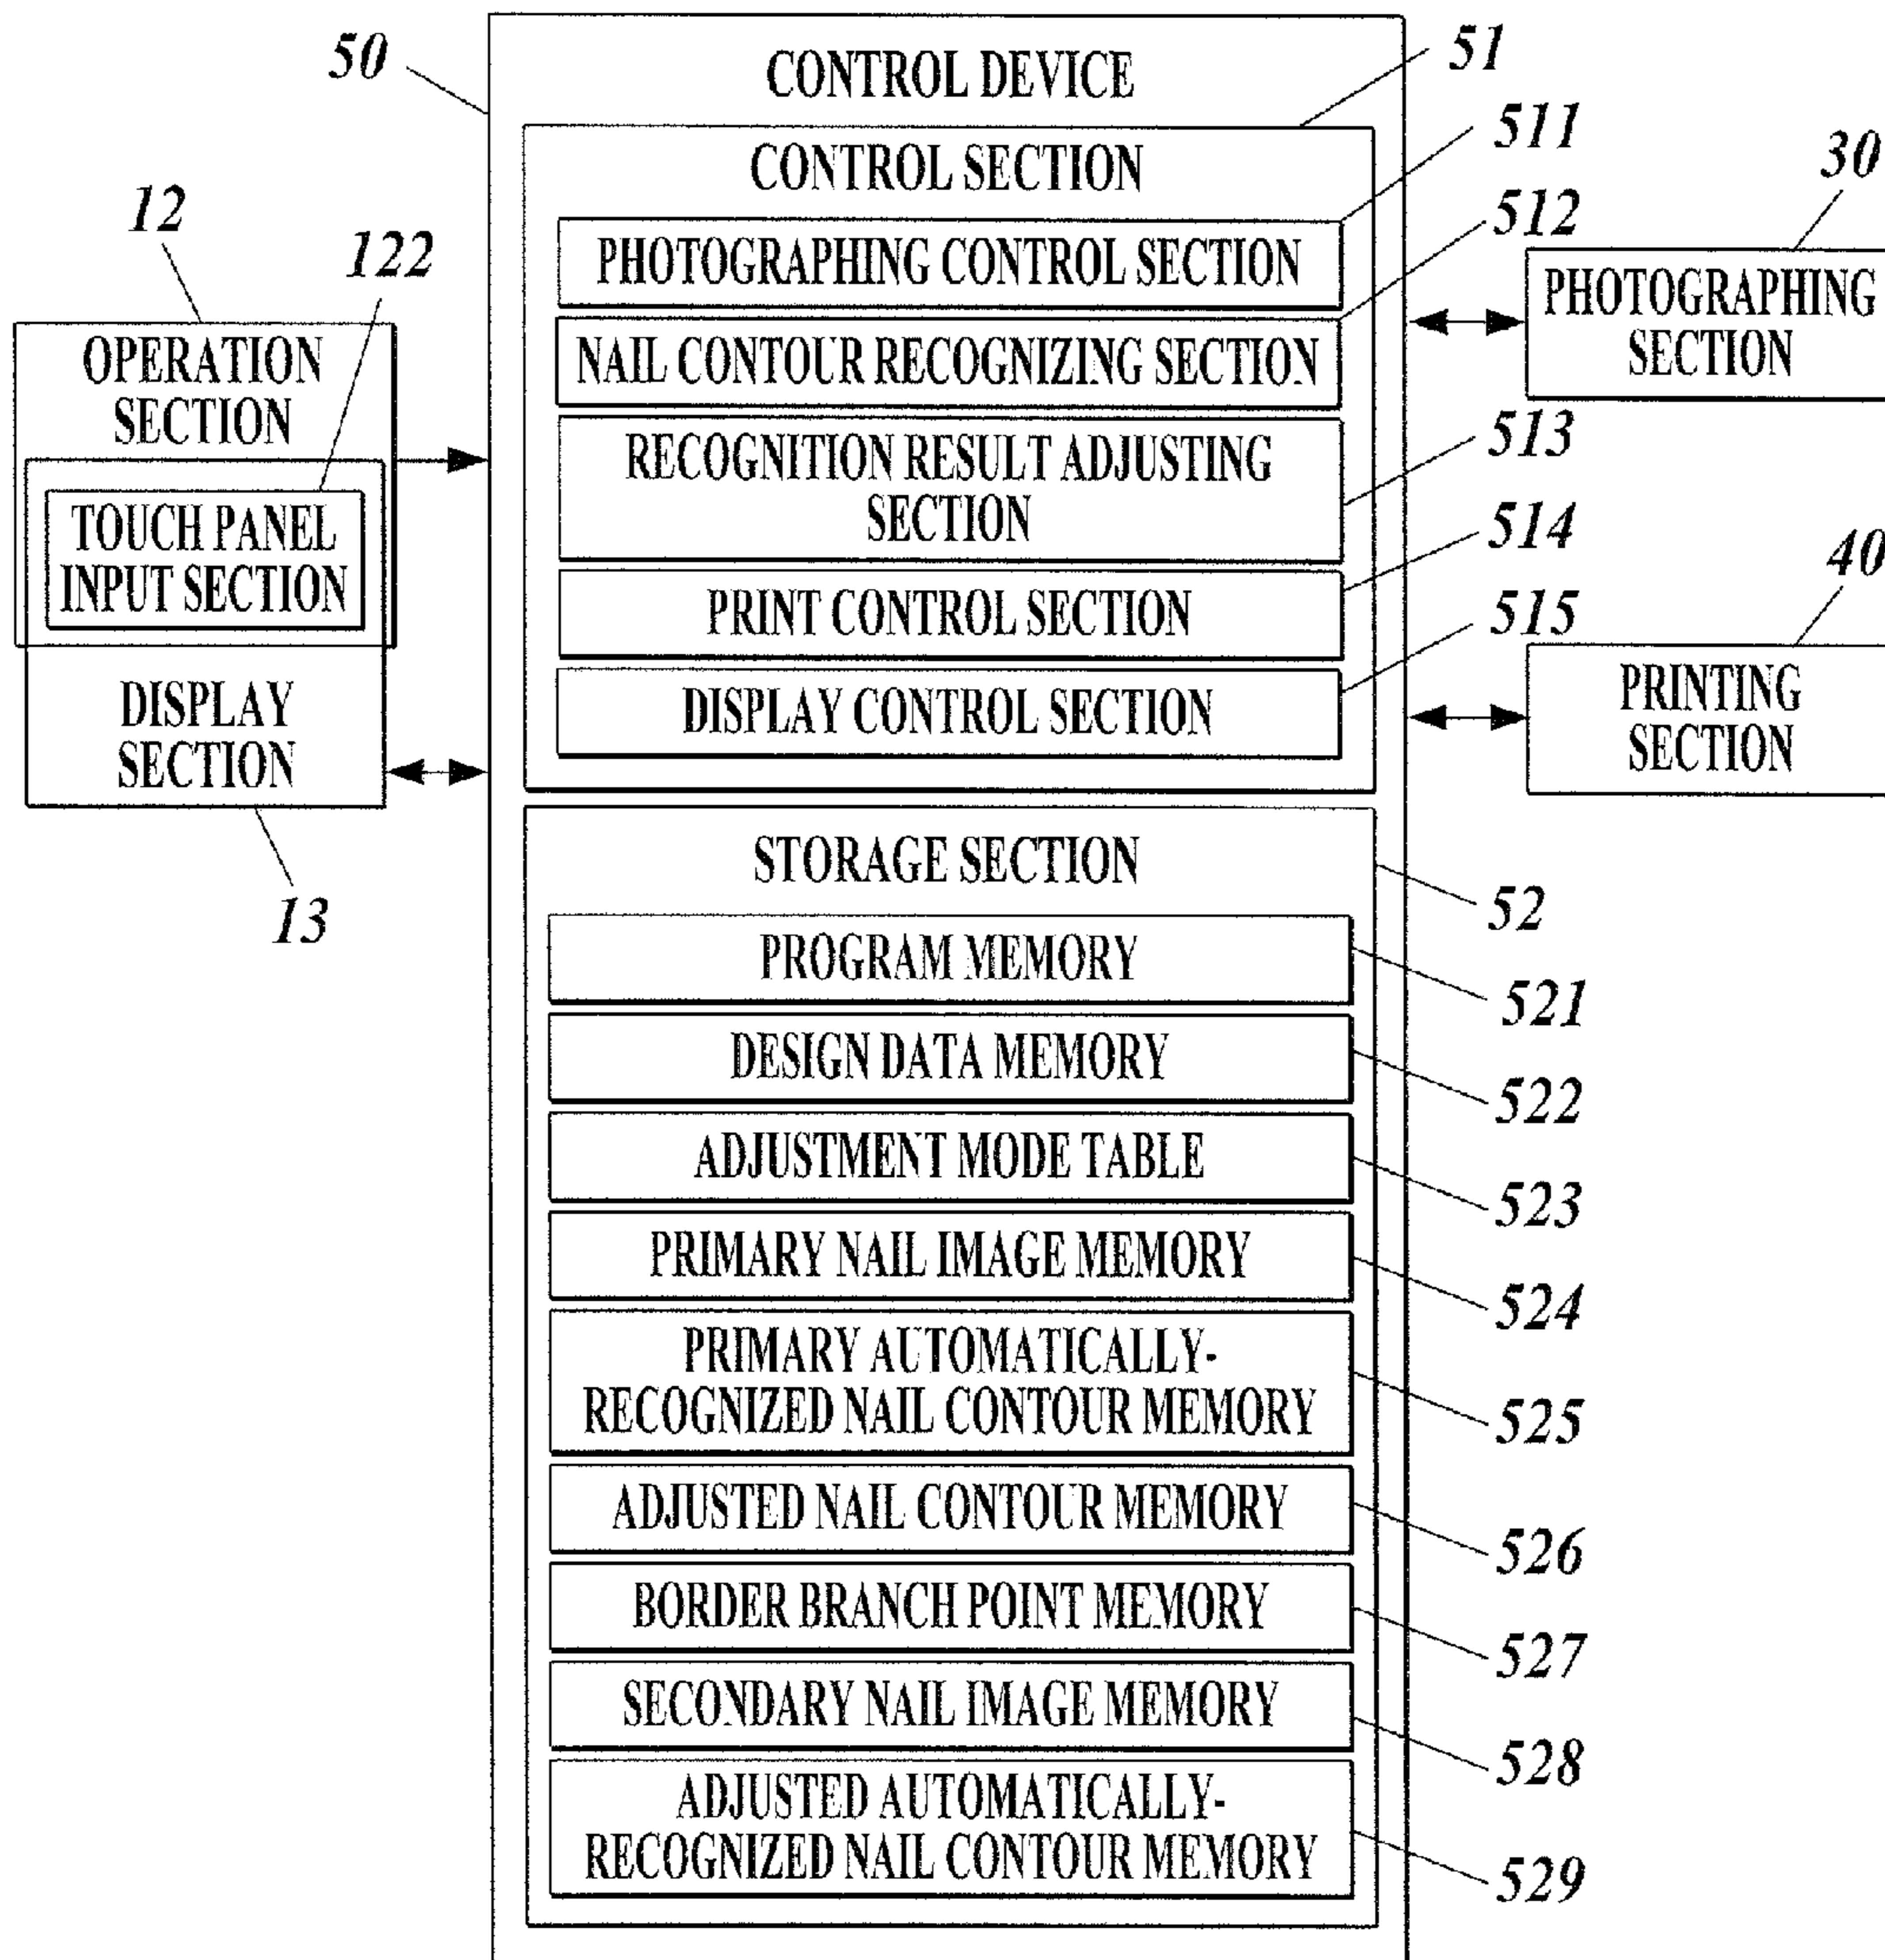 50
CONTROL DEVICE
51
CONTROL SECTION
511
PHOTOGRAPHING CONTROL SECTION
512
NAIL CONTOUR RECOGNIZING SECTION
RECOGNITION RESULT ADJUSTING
SECTION
513
PRINT CONTROL SECTION
514
DISPLAY CONTROL SECTION
515
12
122
OPERATION
SECTION
TOUCH PANEL
INPUT SECTION
DISPLAY
SECTION
13
30
PHOTOGRAPHING
SECTION
40
PRINTING
SECTION
STORAGE SECTION
52
PROGRAM MEMORY
521
DESIGN DATA MEMORY
522
ADJUSTMENT MODE TABLE
523
PRIMARY NAIL IMAGE MEMORY
524
PRIMARY AUTOMATICALLY-
RECOGNIZED NAIL CONTOUR MEMORY
525
ADJUSTED NAIL CONTOUR MEMORY
526
BORDER BRANCH POINT MEMORY
527
SECONDARY NAIL IMAGE MEMORY
528
ADJUSTED AUTOMATICALLY-
RECOGNIZED NAIL CONTOUR MEMORY
529